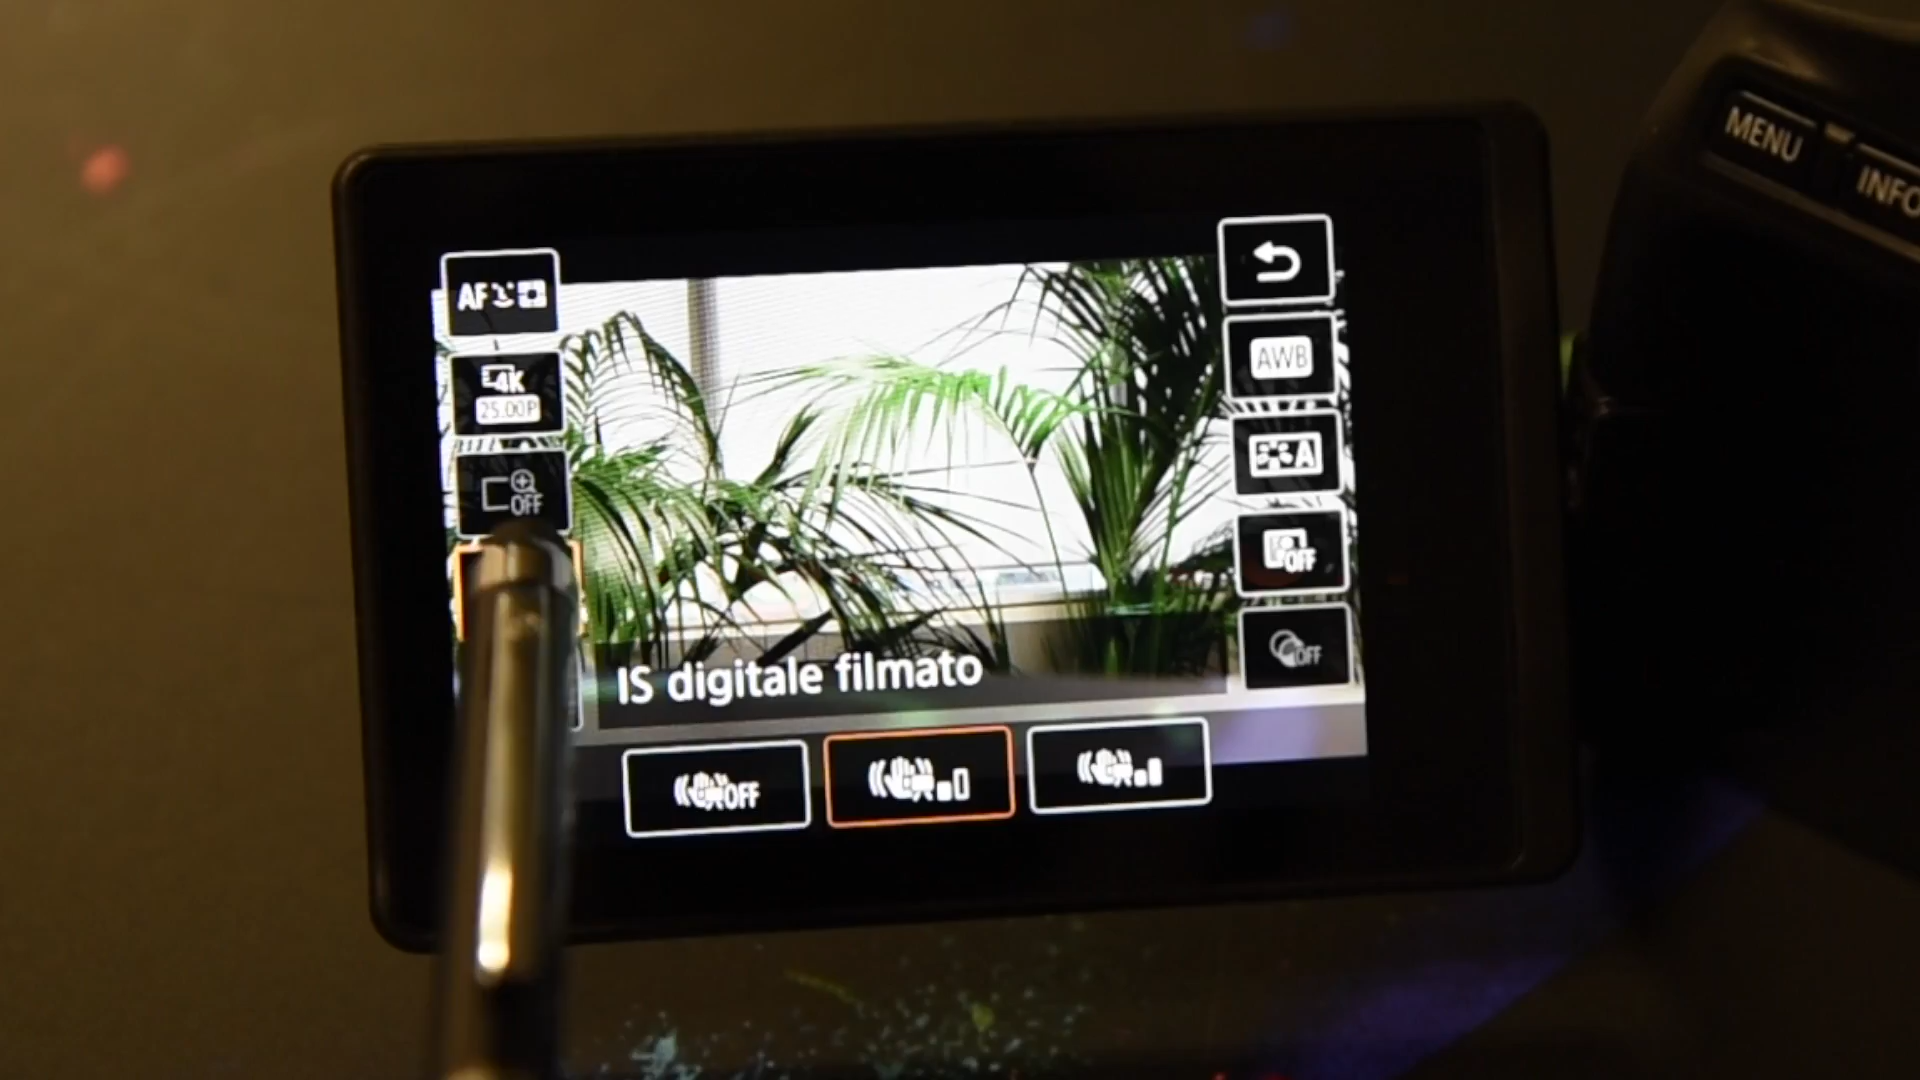 MENU
INFO
AF
4K
25.00P
OFF
AWB
A
OFF
OFF
IS digitale filmato
OFF